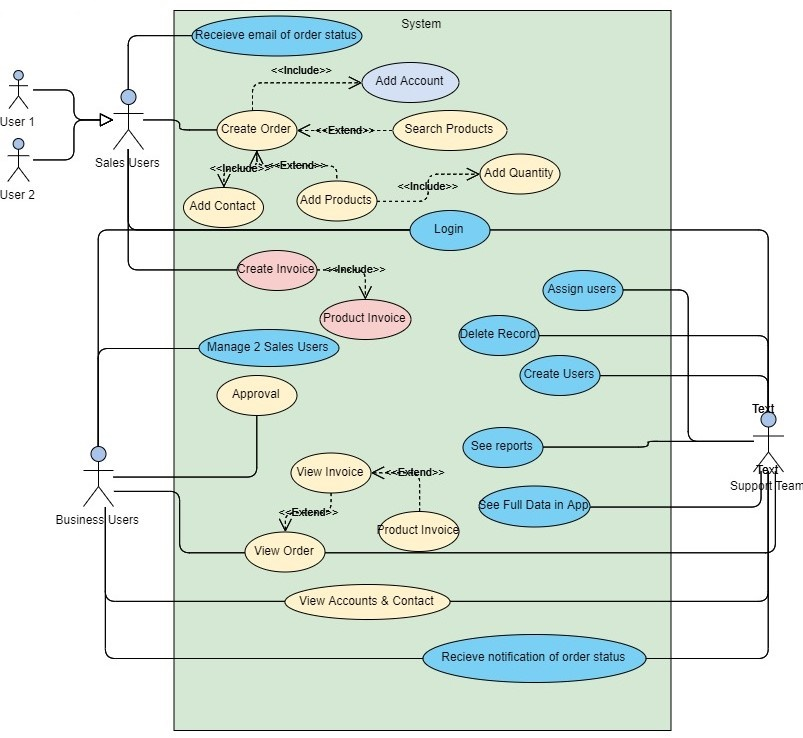 System
Receieve email of order status
<<Include>>
Add Account
User 1
Create Order
<<Extend>>
Search Products
Sales Users
User 2
<<Include>>
<<Extend>>
Add Quantity
<<Include>>
Add Contact
Add Products
Login
Create Invoice
<<Include>>
Assign users
Product Invoice
Delete Record
Manage 2 Sales Users
Create Users
Approval
Text
See reports
View Invoice
<<Extend>>
Text
Support Team
Business Users
<<Extend>>
See Full Data in App
Product Invoice
View Order
View Accounts & Contact
Recieve notification of order status